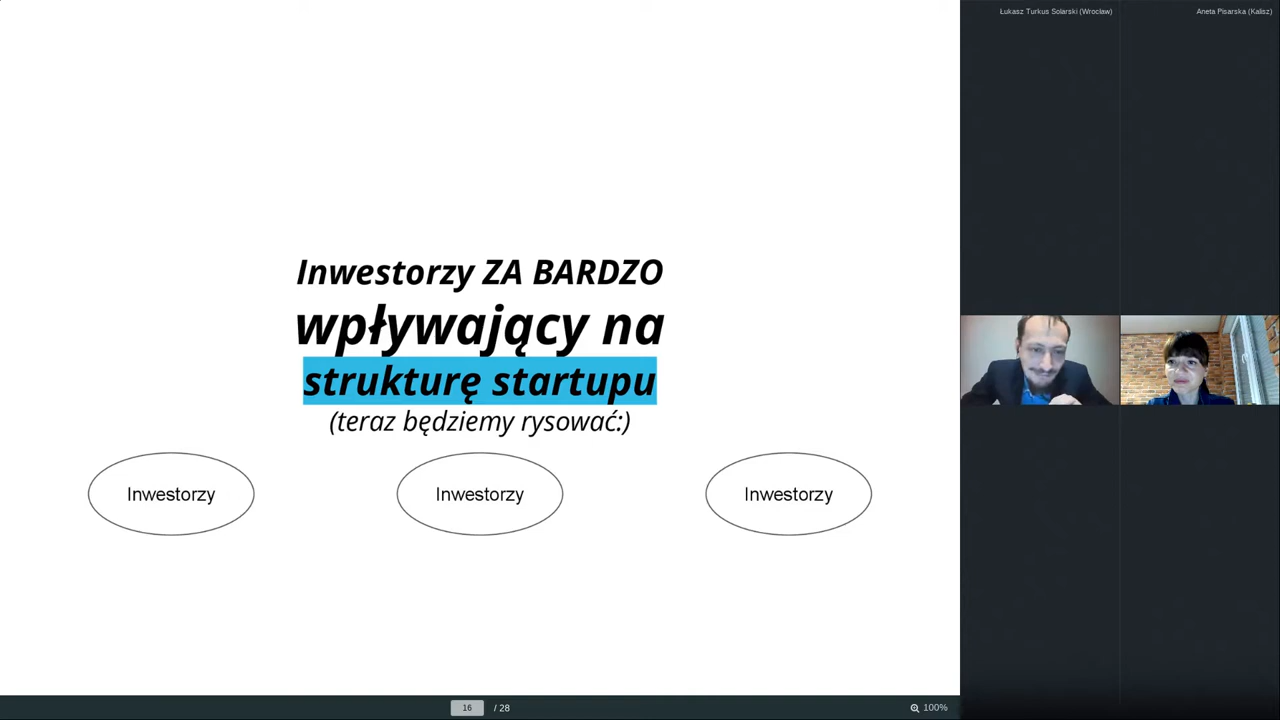 Łukasz Turkus Solarski (Wrocław)
Aneta Pisarska (Kalisz)
Inwestorzy ZA BARDZO
wpływający na
strukturę startupu
(teraz będziemy rysować:)
Inwestorzy
Inwestorzy
Inwestorzy
16 / 28
100%